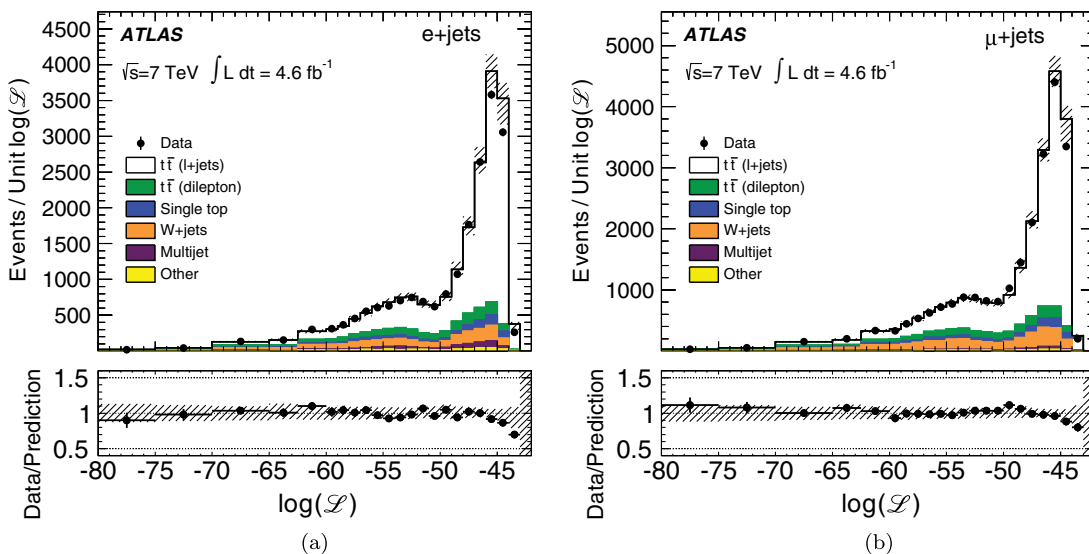 ATLAS e+jets
√s=7 TeV ∫L dt = 4.6 fb⁻¹
Data
tt̄ (l+jets)
tt̄ (dilepton)
Single top
W+jets
Multijet
Other
Events / Unit log(ℒ)
4500
4000
3500
3000
2500
2000
1500
1000
500
Data/Prediction
1.5
1
0.5
-80 -75 -70 -65 -60 -55 -50 -45
log(ℒ)
(a)
ATLAS μ+jets
√s=7 TeV ∫L dt = 4.6 fb⁻¹
Data
tt̄ (l+jets)
tt̄ (dilepton)
Single top
W+jets
Multijet
Other
Events / Unit log(ℒ)
5000
4000
3000
2000
1000
Data/Prediction
1.5
1
0.5
-80 -75 -70 -65 -60 -55 -50 -45
log(ℒ)
(b)